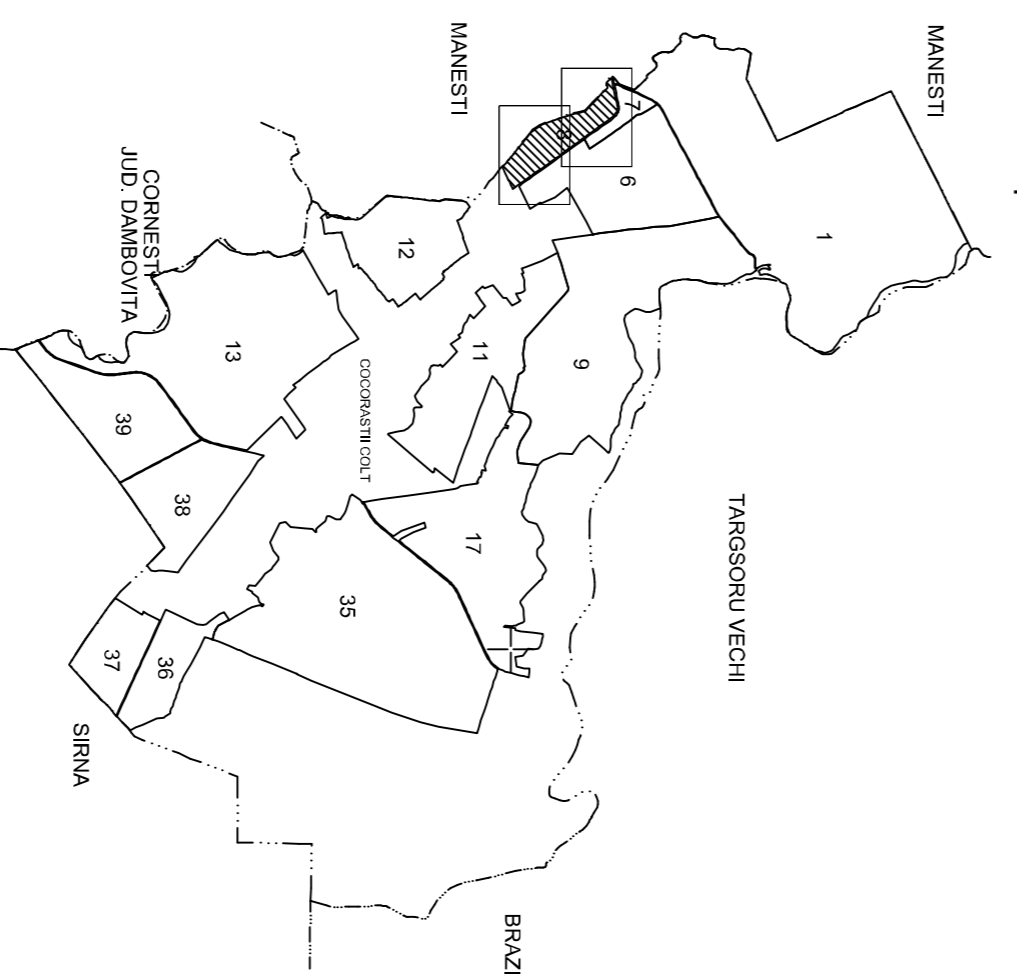 MANESTI
1
TARGSORU VECHI
7
6
9
8
BRAZI
11
17
MANESTI
12
COCORASTII COLT
35
13
38
36
CORNESTI
JUD. DAMBOVITA
39
37
SIRNA